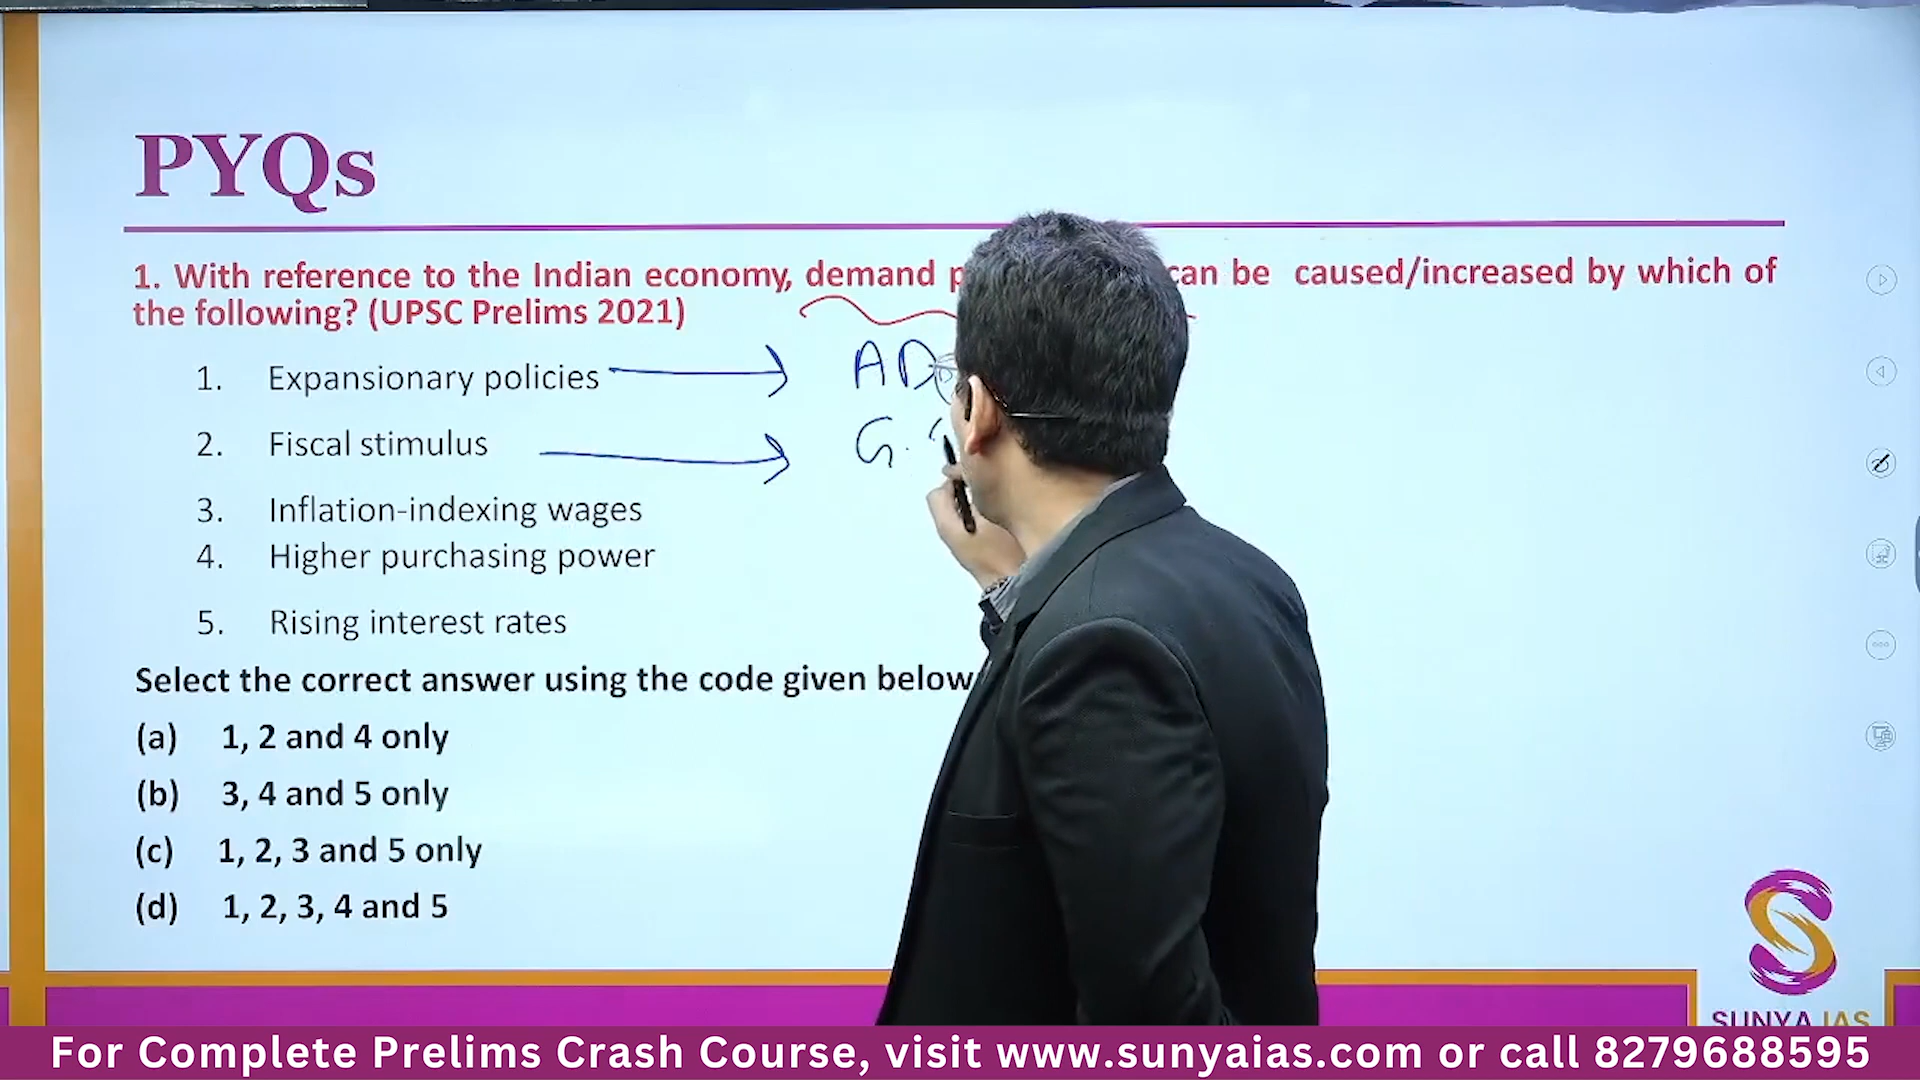 PYQs
1. With reference to the Indian economy, demand can be caused/increased by which of
the following? (UPSC Prelims 2021)
1. Expansionary policies AD
2. Fiscal stimulus G.
3. Inflation-indexing wages
4. Higher purchasing power
5. Rising interest rates
Select the correct answer using the code given below
(a) 1, 2 and 4 only
(b) 3, 4 and 5 only
(c) 1, 2, 3 and 5 only
(d) 1, 2, 3, 4 and 5
SUNYA IAS
For Complete Prelims Crash Course, visit www.sunyaias.com or call 8279688595